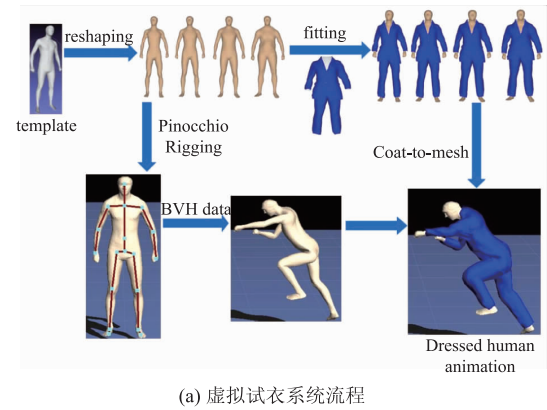 reshaping
fitting
template
Pinocchio
Rigging
Coat-to-mesh
BVH data
Dressed human
animation
(a) 虚拟试衣系统流程